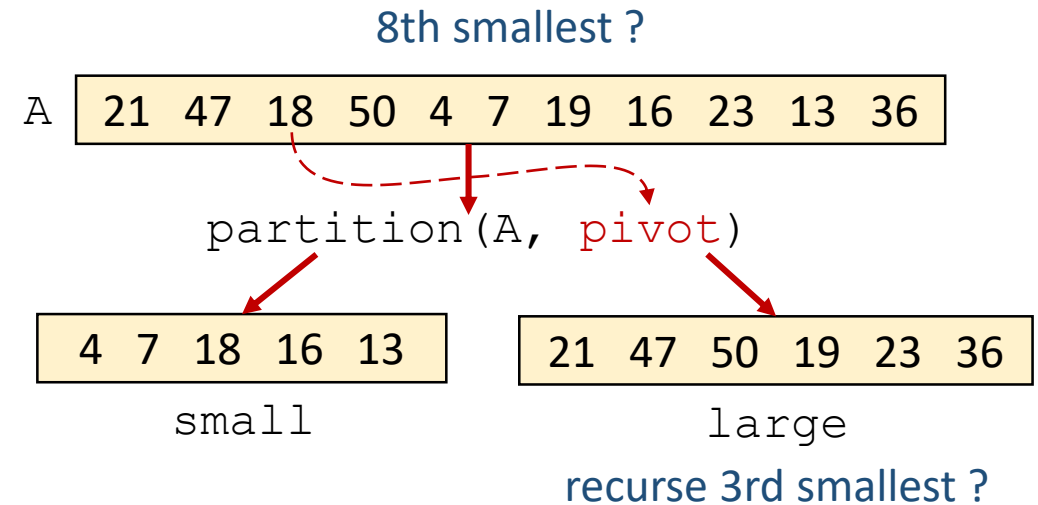 8th smallest ?
A 21 47 18 50 4 7 19 16 23 13 36
partition(A, pivot)
4 7 18 16 13
small
21 47 50 19 23 36
large
recurse 3rd smallest ?